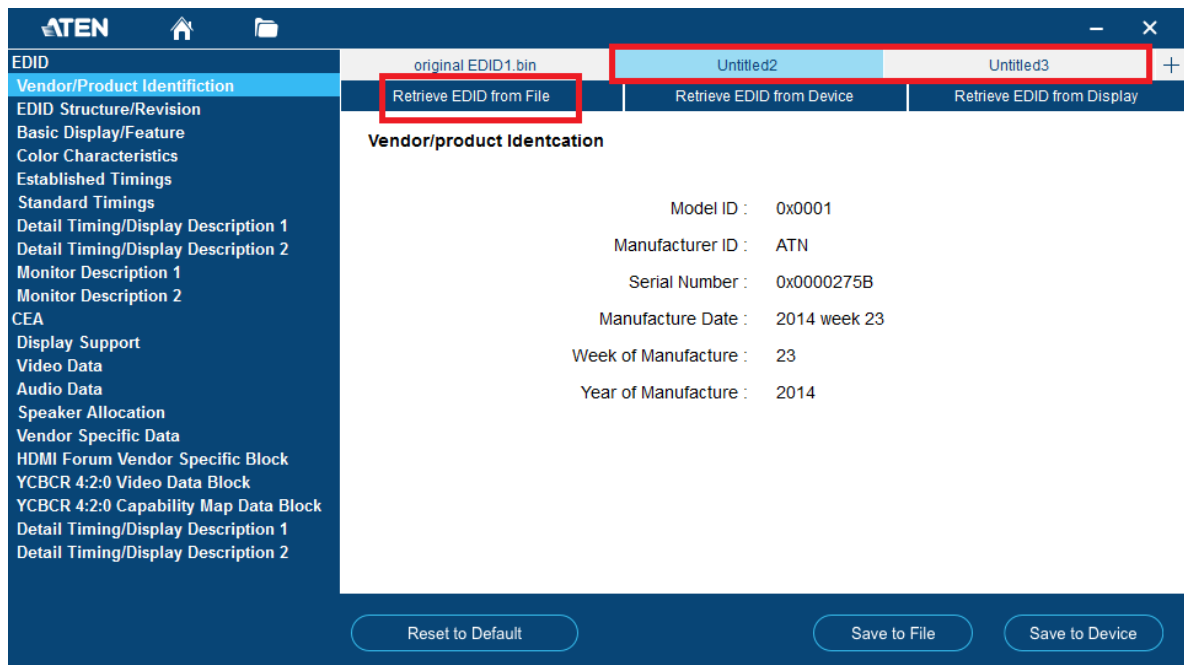 ATEN
original EDID1.bin Untitled2 Untitled3 +
Retrieve EDID from File Retrieve EDID from Device Retrieve EDID from Display
EDID
Vendor/Product Identifiction
EDID Structure/Revision
Basic Display/Feature
Color Characteristics
Established Timings
Standard Timings
Detail Timing/Display Description 1
Detail Timing/Display Description 2
Monitor Description 1
Monitor Description 2
CEA
Display Support
Video Data
Audio Data
Speaker Allocation
Vendor Specific Data
HDMI Forum Vendor Specific Block
YCBCR 4:2:0 Video Data Block
YCBCR 4:2:0 Capability Map Data Block
Detail Timing/Display Description 1
Detail Timing/Display Description 2
Vendor/product Identcation
Model ID : 0x0001
Manufacturer ID : ATN
Serial Number : 0x0000275B
Manufacture Date : 2014 week 23
Week of Manufacture : 23
Year of Manufacture : 2014
Reset to Default Save to File Save to Device